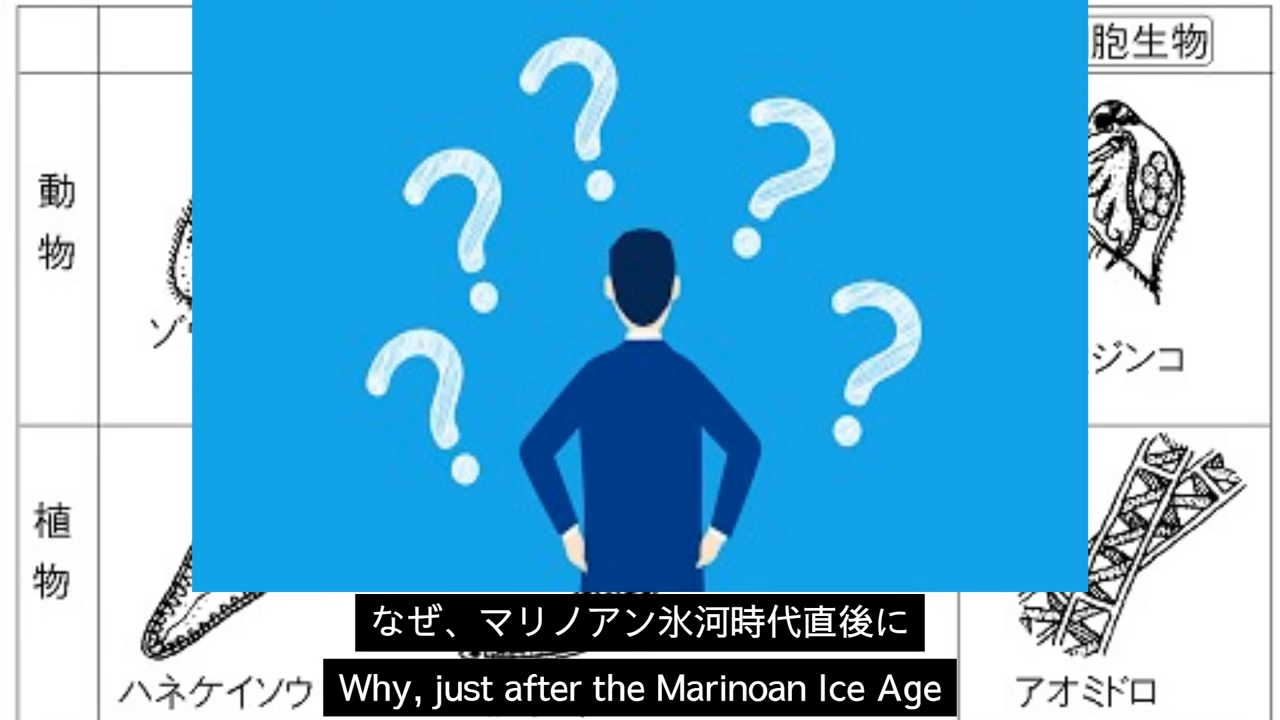 胞生物
動物
ジンコ
植物
ハネケイソウ
アオミドロ
なぜ、マリノアン氷河時代直後に
Why, just after the Marinoan Ice Age